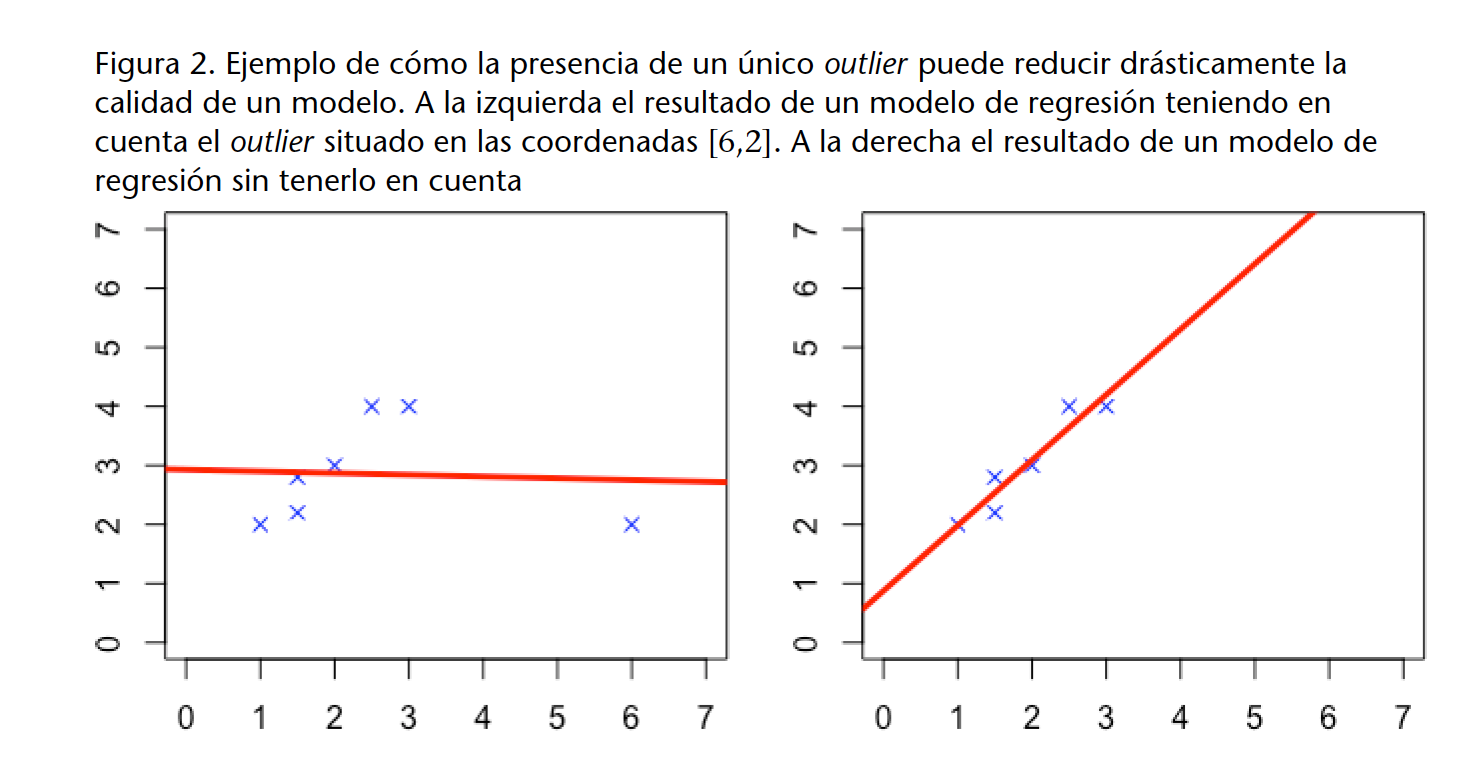 Figura 2. Ejemplo de cómo la presencia de un único outlier puede reducir drásticamente la
calidad de un modelo. A la izquierda el resultado de un modelo de regresión teniendo en
cuenta el outlier situado en las coordenadas [6,2]. A la derecha el resultado de un modelo de
regresión sin tenerlo en cuenta
7
6
5
4
3
2
1
0
0 1 2 3 4 5 6 7
7
6
5
4
3
2
1
0
0 1 2 3 4 5 6 7